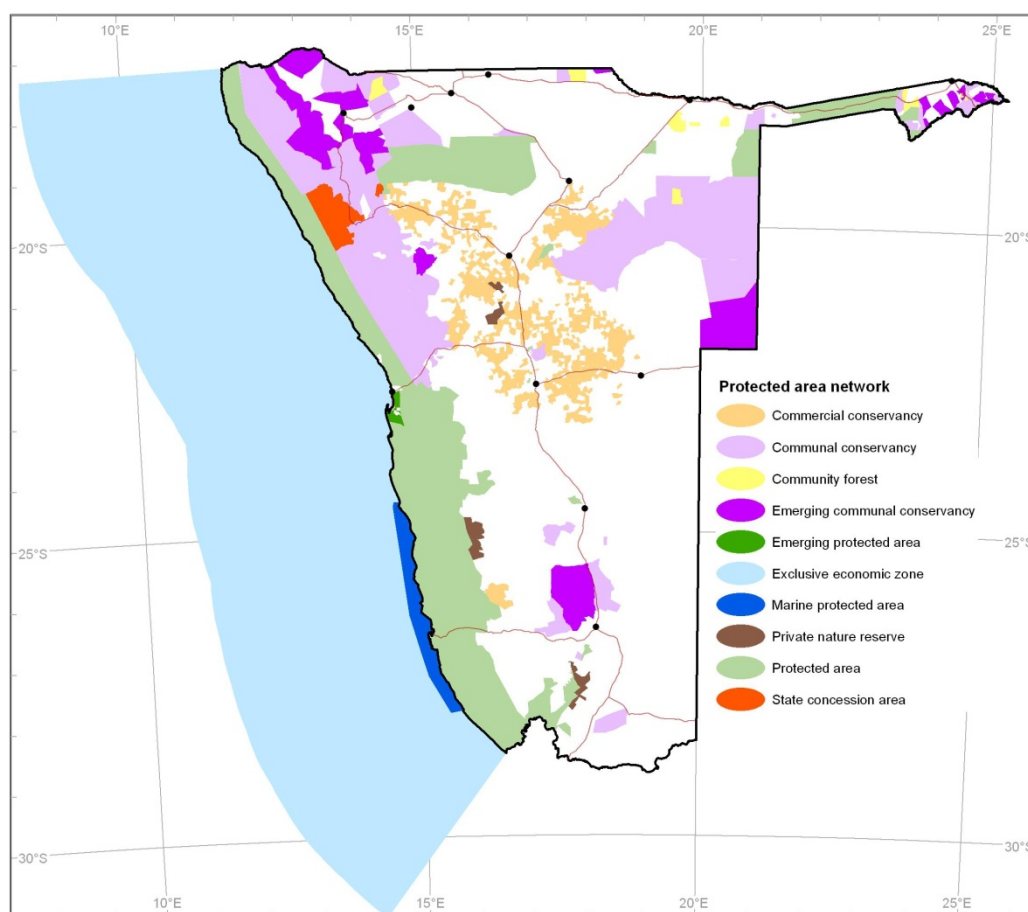 10°E 15°E 20°E 25°E
20°S 20°S
Protected area network
Commercial conservancy
Communal conservancy
Community forest
Emerging communal conservancy
Emerging protected area
Exclusive economic zone
Marine protected area
Private nature reserve
Protected area
State concession area
25°S 25°S
30°S 30°S
10°E 15°E 20°E 25°E